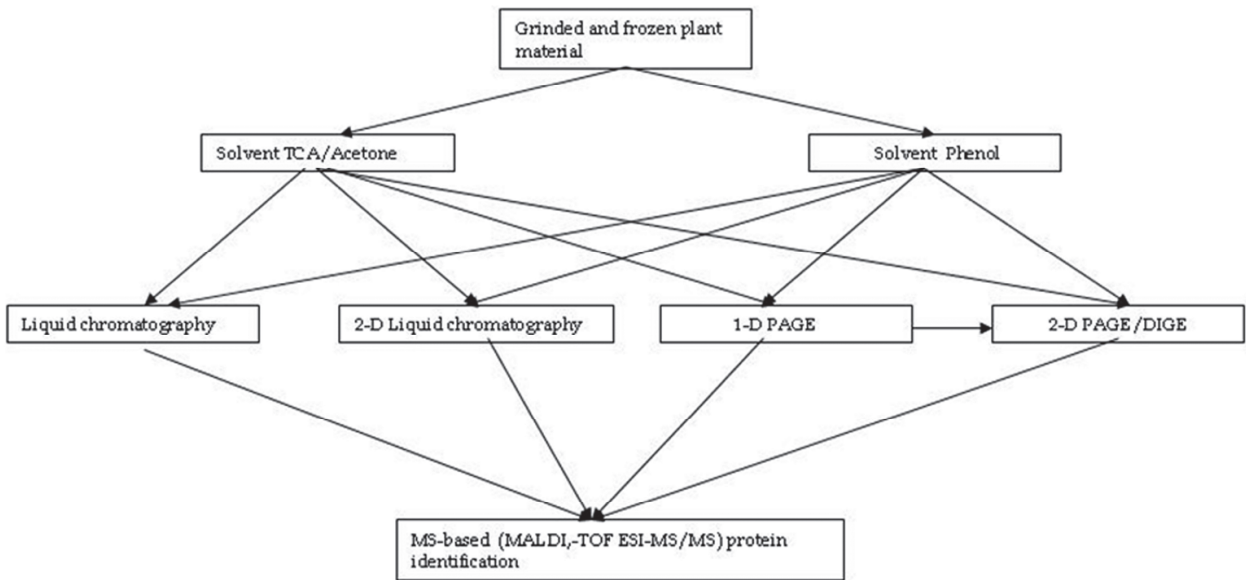 Grinded and frozen plant
material
Solvent TCA/Acetone
Solvent Phenol
Liquid chromatography
2-D Liquid chromatography
1-D PAGE
2-D PAGE/DIGE
MS-based (MALDI,-TOF ESI-MS/MS) protein
identification